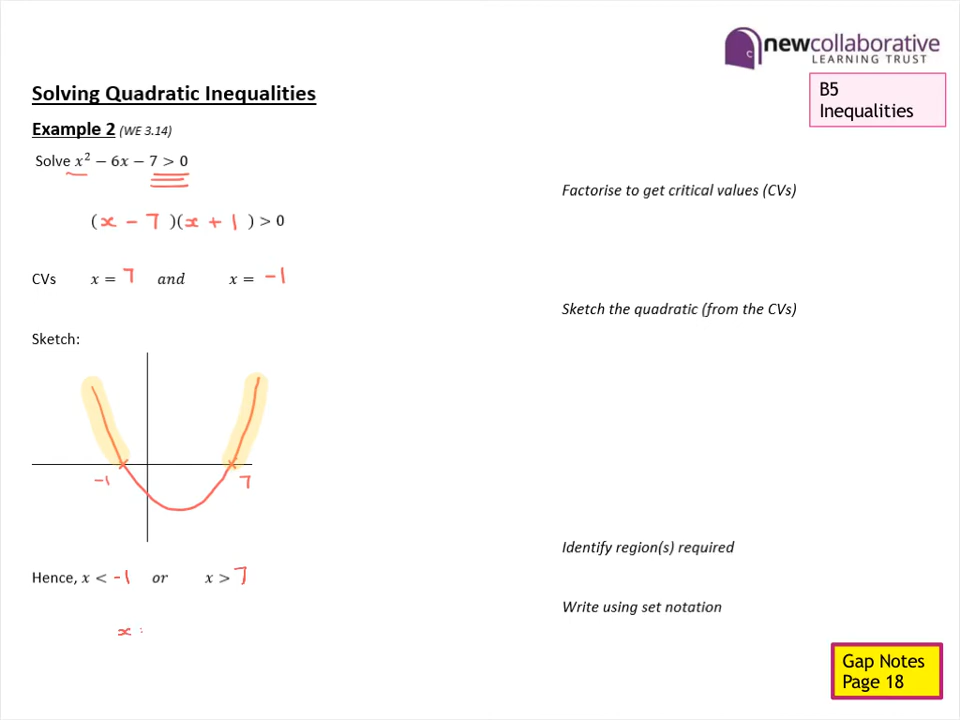 newcollaborative
LEARNING TRUST
B5
Inequalities
Solving Quadratic Inequalities
Example 2 (WE 3.14)
Solve x² − 6x − 7 > 0
Factorise to get critical values (CVs)
(x − 7)(x + 1) > 0
CVs x = 7 and x = −1
Sketch the quadratic (from the CVs)
Sketch:
−1 7
Identify region(s) required
Hence, x < −1 or x > 7
Write using set notation
x :
Gap Notes
Page 18